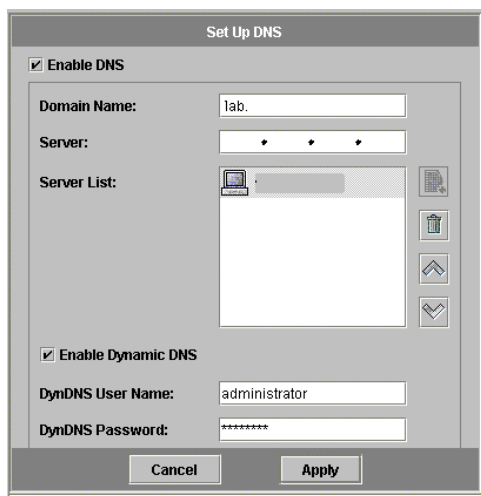 Set Up DNS
Enable DNS
Domain Name: lab.
Server: . . .
Server List:
Enable Dynamic DNS
DynDNS User Name: administrator
DynDNS Password: ********
Cancel Apply